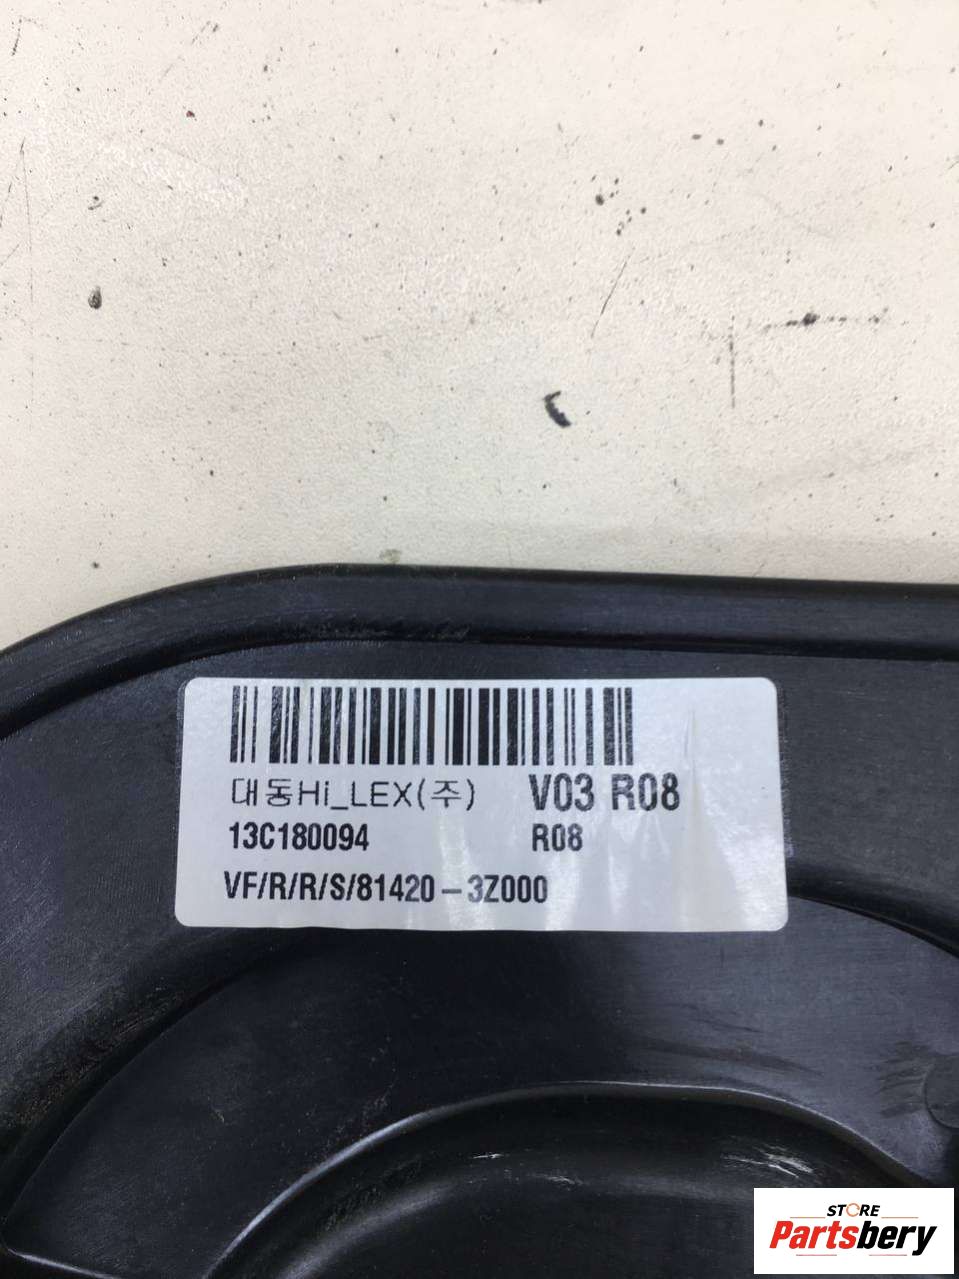 대동Hi_LEX(주) V03 R08
13C180094 R08
VF/R/R/S/81420-3Z000
STORE
Partsbery